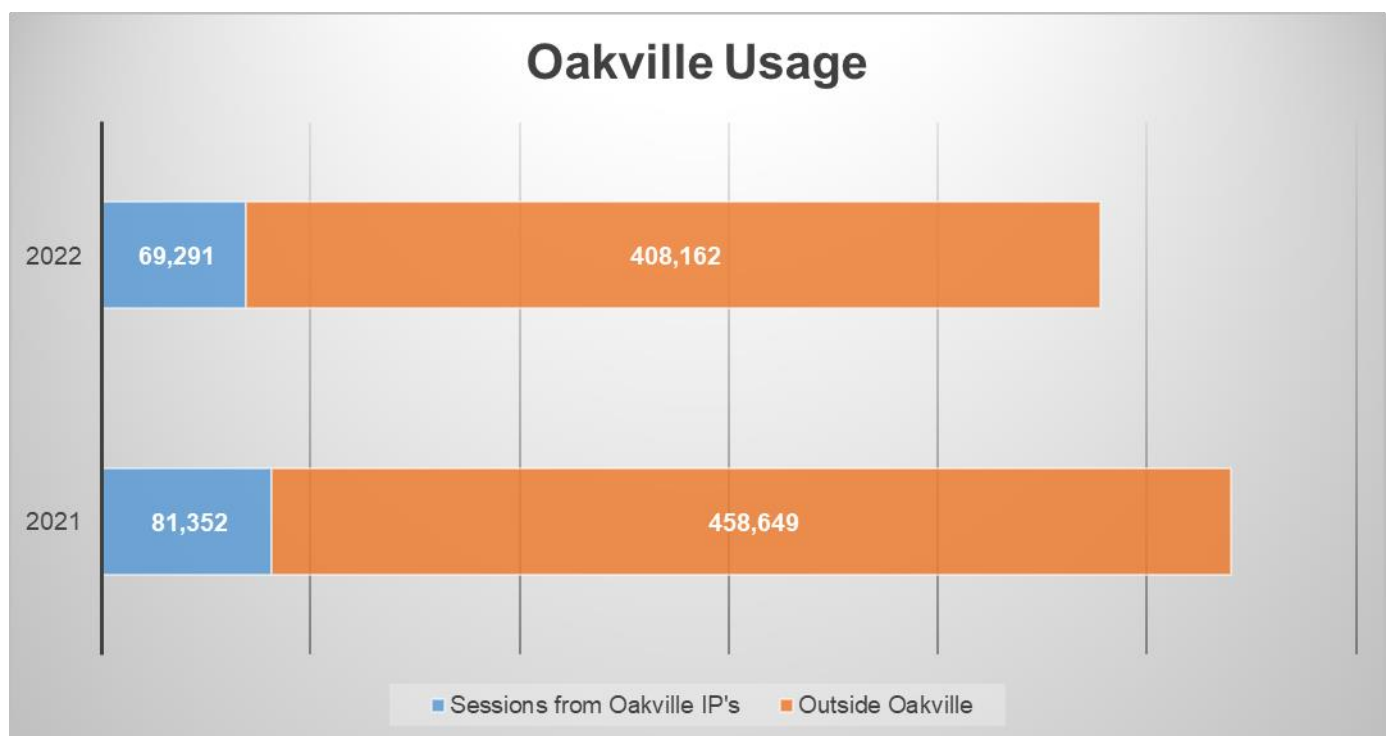 Oakville Usage
2022
69,291
408,162
2021
81,352
458,649
Sessions from Oakville IP's
Outside Oakville